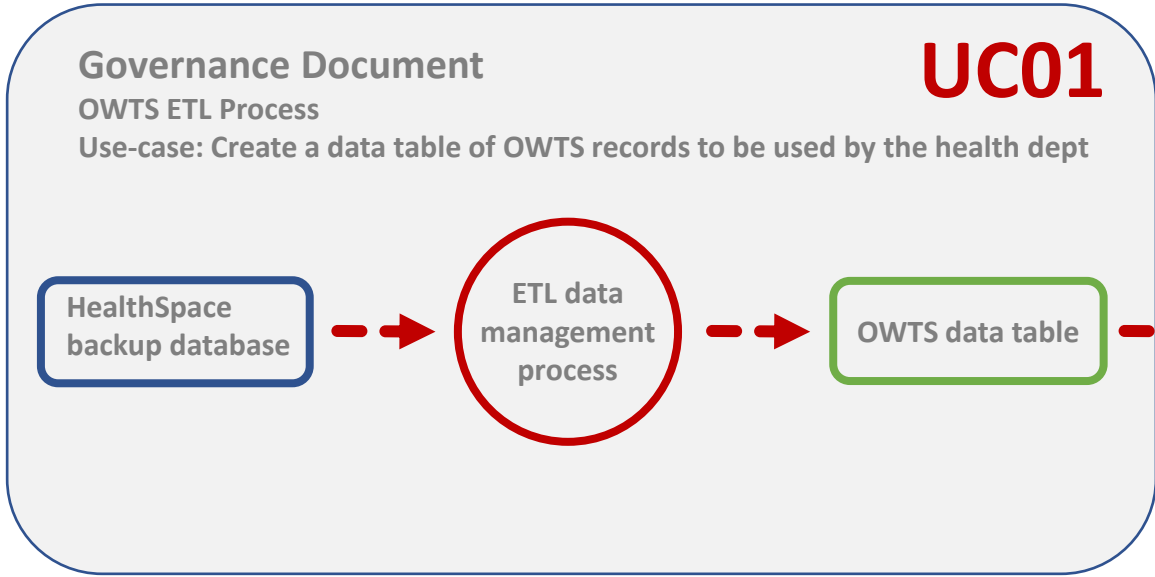 Governance Document
UC01
OWTS ETL Process
Use-case: Create a data table of OWTS records to be used by the health dept
HealthSpace
backup database
ETL data
management
process
OWTS data table